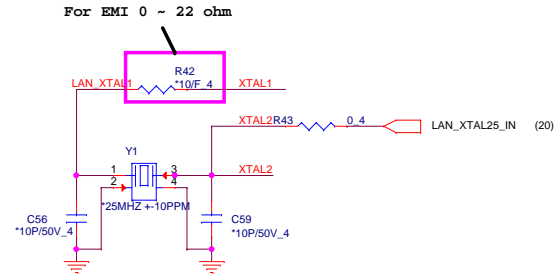 For EMI 0 ~ 22 ohm
R42
LAN_XTAL1 XTAL1
*10/F_4
XTAL2 R43 0_4 LAN_XTAL25_IN (20)
Y1
1 3 XTAL2
2 4
*25MHZ +-10PPM
C56 C59
*10P/50V_4 *10P/50V_4